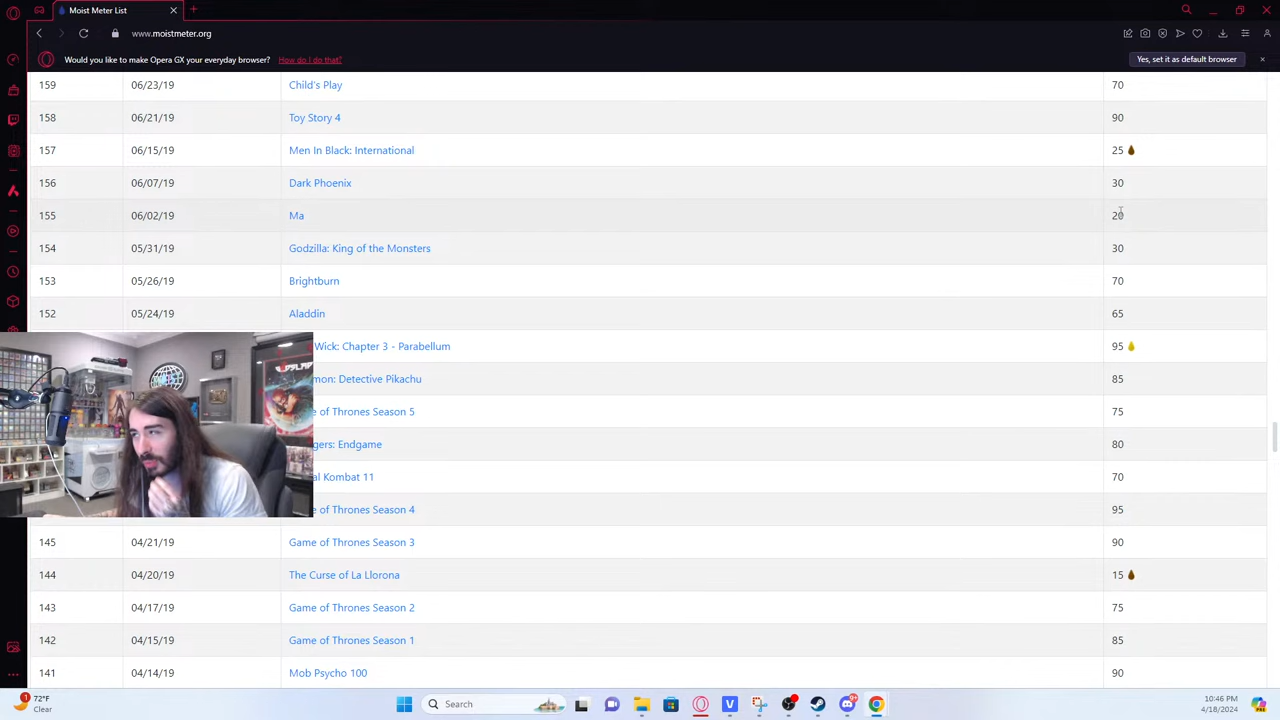 Moist Meter List
www.moistmeter.org
Would you like to make Opera GX your everyday browser? How do I do that? Yes, set it as default browser
159 06/23/19 Child's Play 70
158 06/21/19 Toy Story 4 90
157 06/15/19 Men In Black: International 25
156 06/07/19 Dark Phoenix 30
155 06/02/19 Ma 20
154 05/31/19 Godzilla: King of the Monsters 30
153 05/26/19 Brightburn 70
152 05/24/19 Aladdin 65
Wick: Chapter 3 - Parabellum 95
mon: Detective Pikachu 85
e of Thrones Season 5 75
gers: Endgame 80
al Kombat 11 70
e of Thrones Season 4 95
145 04/21/19 Game of Thrones Season 3 90
144 04/20/19 The Curse of La Llorona 15
143 04/17/19 Game of Thrones Season 2 75
142 04/15/19 Game of Thrones Season 1 85
141 04/14/19 Mob Psycho 100 90
1 72°F
Clear
Search
10:46 PM
4/18/2024